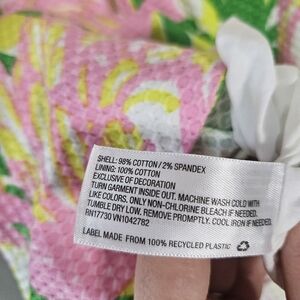 SHELL: 98% COTTON / 2% SPANDEX
LINING: 100% COTTON
EXCLUSIVE OF DECORATION
TURN GARMENT INSIDE OUT. MACHINE WASH COLD WITH
LIKE COLORS. ONLY NON-CHLORINE BLEACH IF NEEDED.
TUMBLE DRY LOW. REMOVE PROMPTLY. COOL IRON IF NEEDED.
RN17730 VN1042782
LABEL MADE FROM 100% RECYCLED PLASTIC